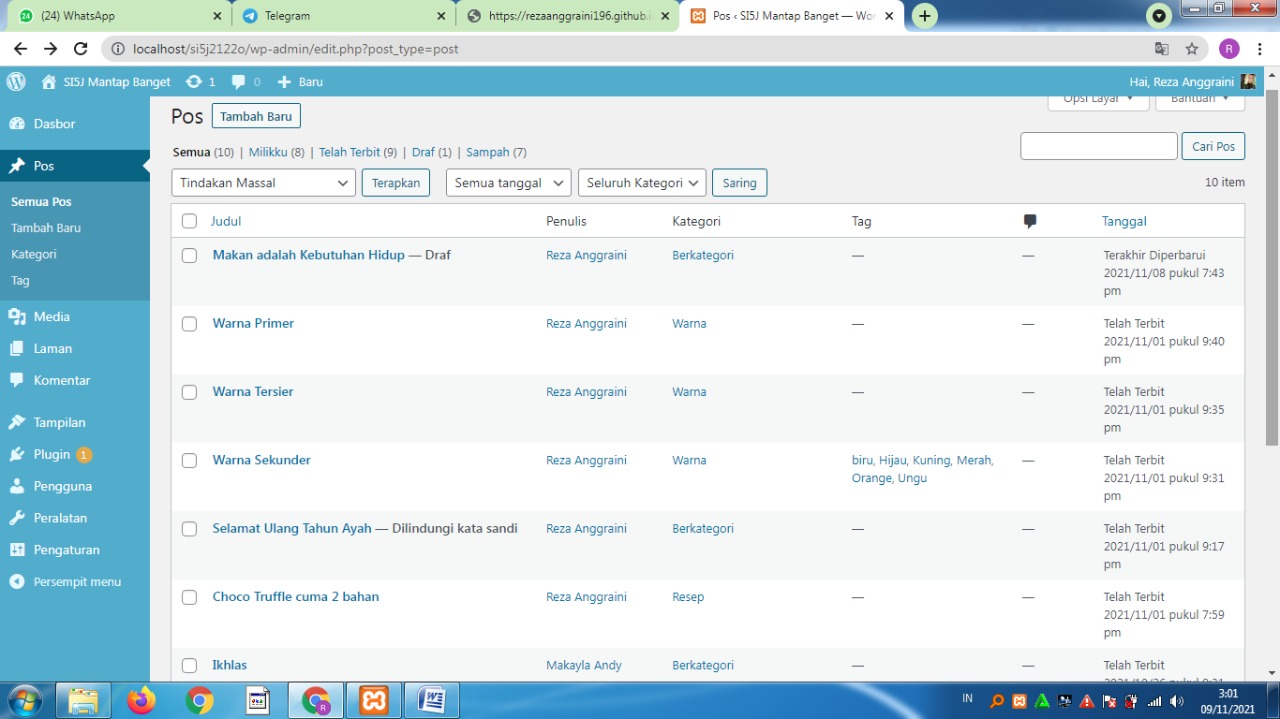 (24) WhatsApp
Telegram
https://rezaanggraini196.github.i
Pos ‹ SI5J Mantap Banget — Wor
localhost/si5j2122o/wp-admin/edit.php?post_type=post
R
SI5J Mantap Banget
1
0
Baru
Hai, Reza Anggraini
Dasbor
Pos
Semua Pos
Tambah Baru
Kategori
Tag
Media
Laman
Komentar
Tampilan
Plugin 1
Pengguna
Peralatan
Pengaturan
Persempit menu
Opsi Layar
Bantuan
Pos
Tambah Baru
Semua (10) | Milikku (8) | Telah Terbit (9) | Draf (1) | Sampah (7)
Cari Pos
Tindakan Massal
Terapkan
Semua tanggal
Seluruh Kategori
Saring
10 item
Judul Penulis Kategori Tag Tanggal
Makan adalah Kebutuhan Hidup — Draf Reza Anggraini Berkategori — — Terakhir Diperbarui
2021/11/08 pukul 7:43
pm
Warna Primer Reza Anggraini Warna — — Telah Terbit
2021/11/01 pukul 9:40
pm
Warna Tersier Reza Anggraini Warna — — Telah Terbit
2021/11/01 pukul 9:35
pm
Warna Sekunder Reza Anggraini Warna biru, Hijau, Kuning, Merah, — Telah Terbit
Orange, Ungu 2021/11/01 pukul 9:31
pm
Selamat Ulang Tahun Ayah — Dilindungi kata sandi Reza Anggraini Berkategori — — Telah Terbit
2021/11/01 pukul 9:17
pm
Choco Truffle cuma 2 bahan Reza Anggraini Resep — — Telah Terbit
2021/11/01 pukul 7:59
pm
Ikhlas Makayla Andy Berkategori — — Telah Terbit
IN
3:01
09/11/2021